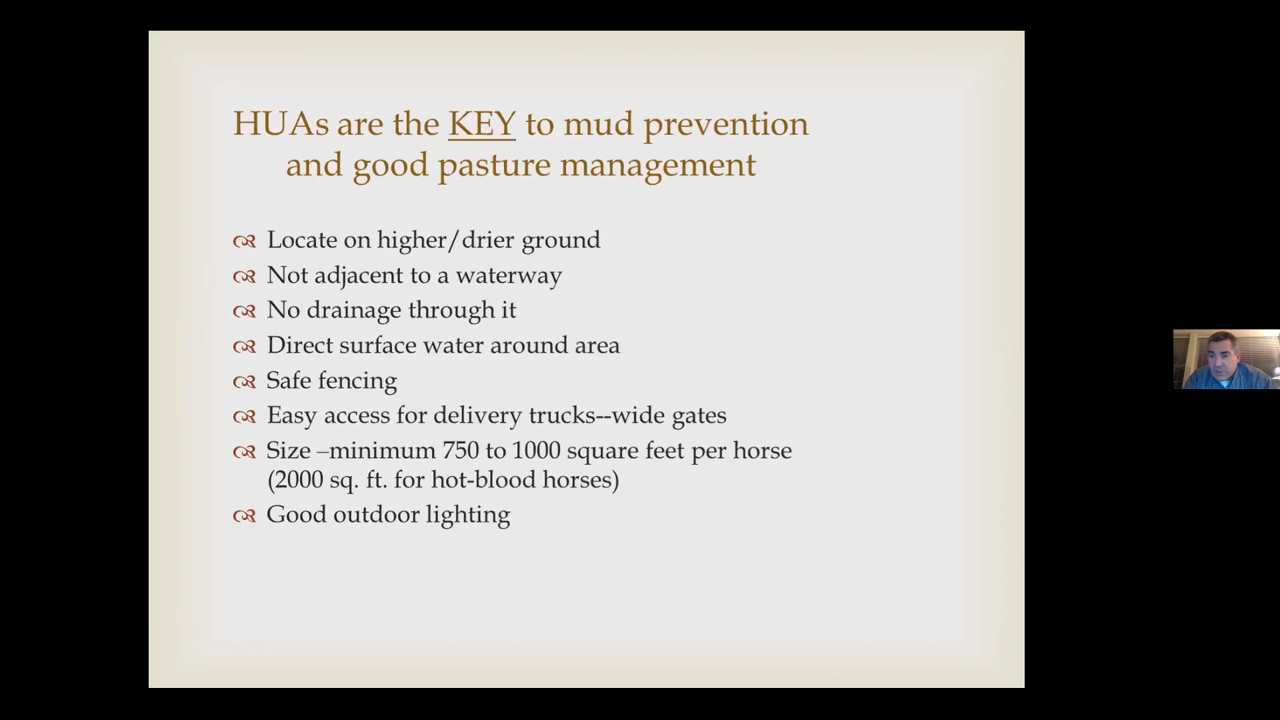 HUAs are the KEY to mud prevention
and good pasture management
Locate on higher/drier ground
Not adjacent to a waterway
No drainage through it
Direct surface water around area
Safe fencing
Easy access for delivery trucks--wide gates
Size –minimum 750 to 1000 square feet per horse
(2000 sq. ft. for hot-blood horses)
Good outdoor lighting